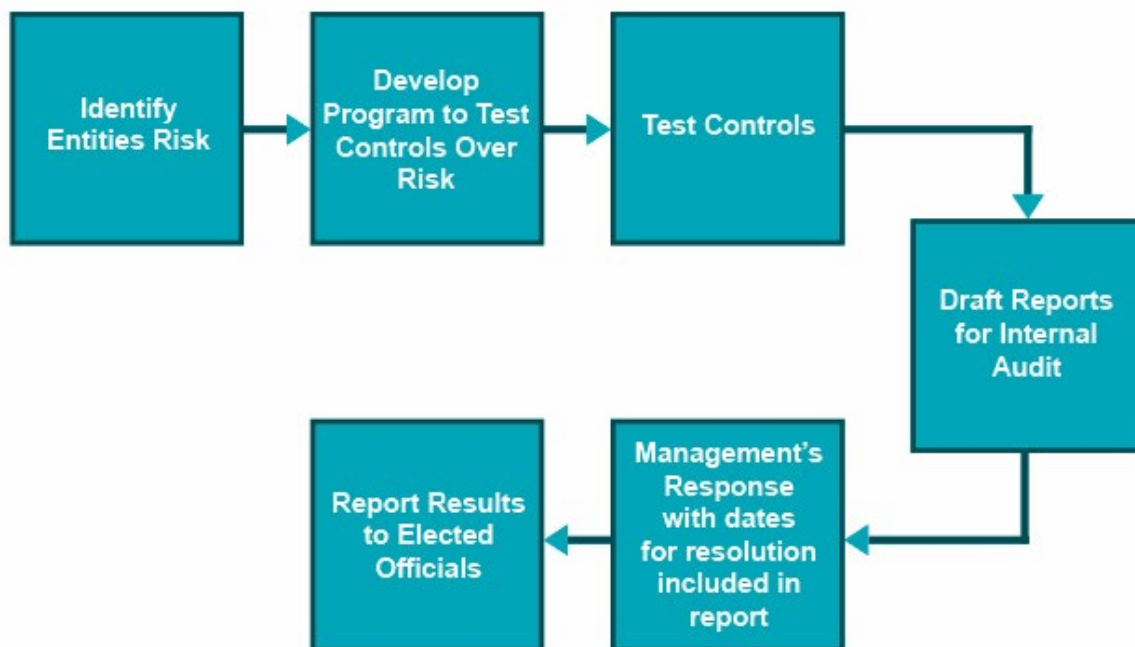 Identify
Entities Risk
Develop
Program to Test
Controls Over
Risk
Test Controls
Draft Reports
for Internal
Audit
Management’s
Response
with dates
for resolution
included in
report
Report Results
to Elected
Officials